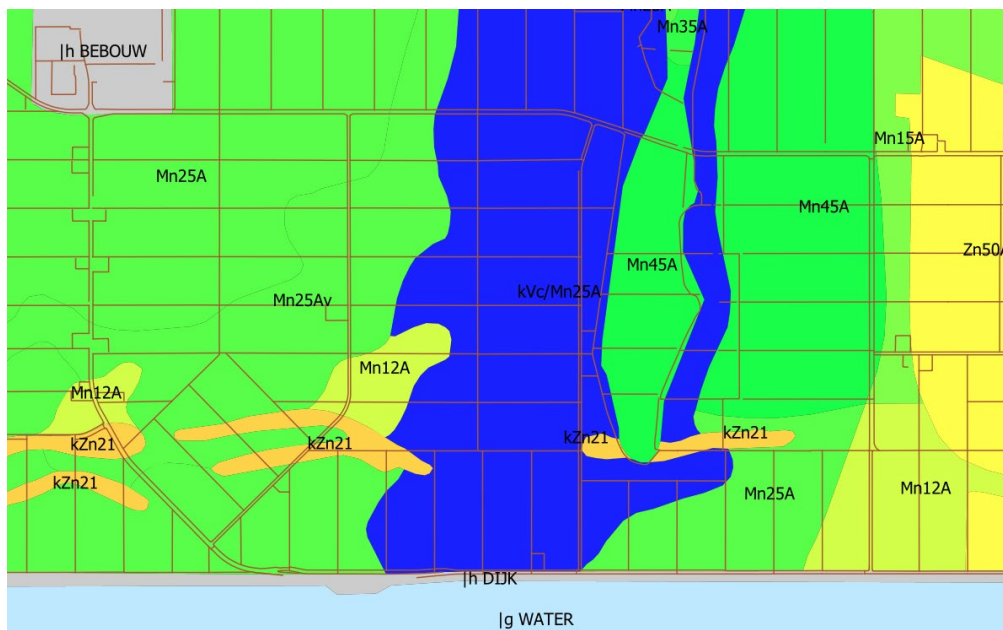 Mn35A
|h BEBOUW
Mn15A
Mn25A
Mn45A
Zn50A
Mn45A
kVc/Mn25A
Mn25Av
Mn12A
Mn12A
kZn21
kZn21
kZn21
kZn21
kZn21
Mn25A
Mn12A
|h DIJK
|g WATER